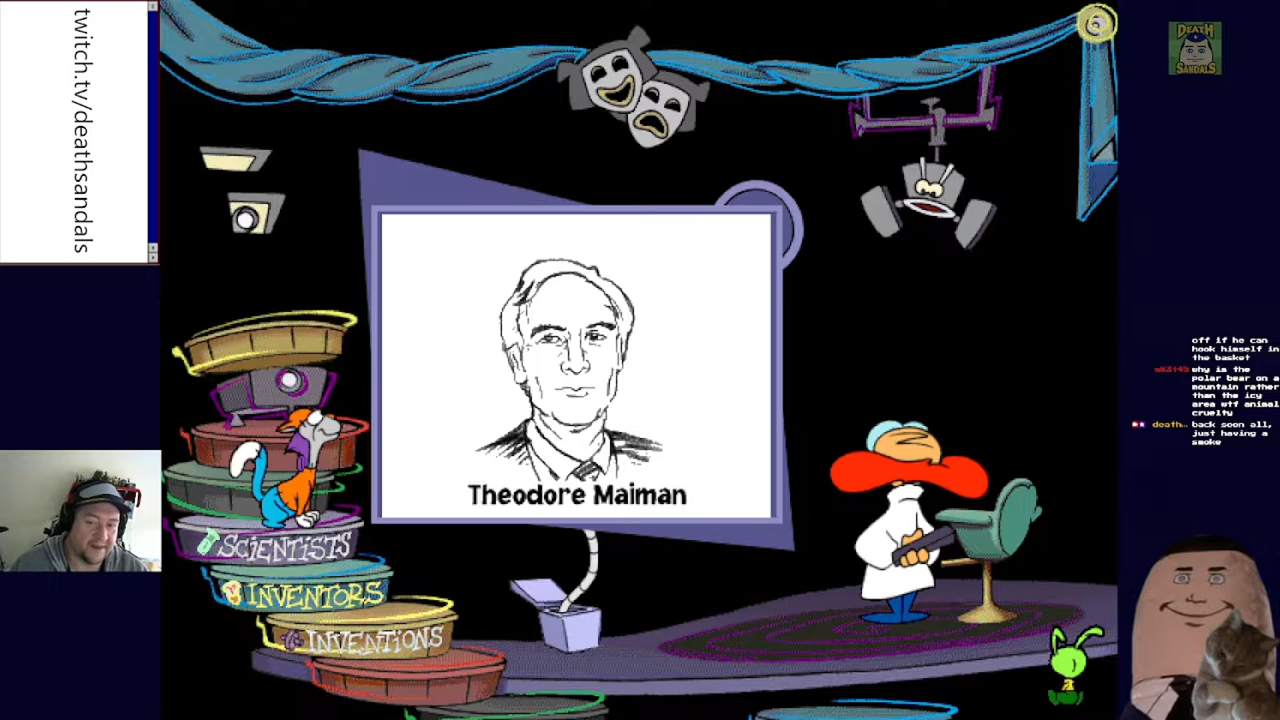 twitch.tv/deathsandals
DEATH
SANDALS
off if he can
hook himself in
the basket
why is the
polar bear on a
mountain rather
than the icy
area wtf animal
cruelty
death… back soon all,
just having a
smoke
Theodore Maiman
SCIENTISTS
INVENTORS
INVENTIONS